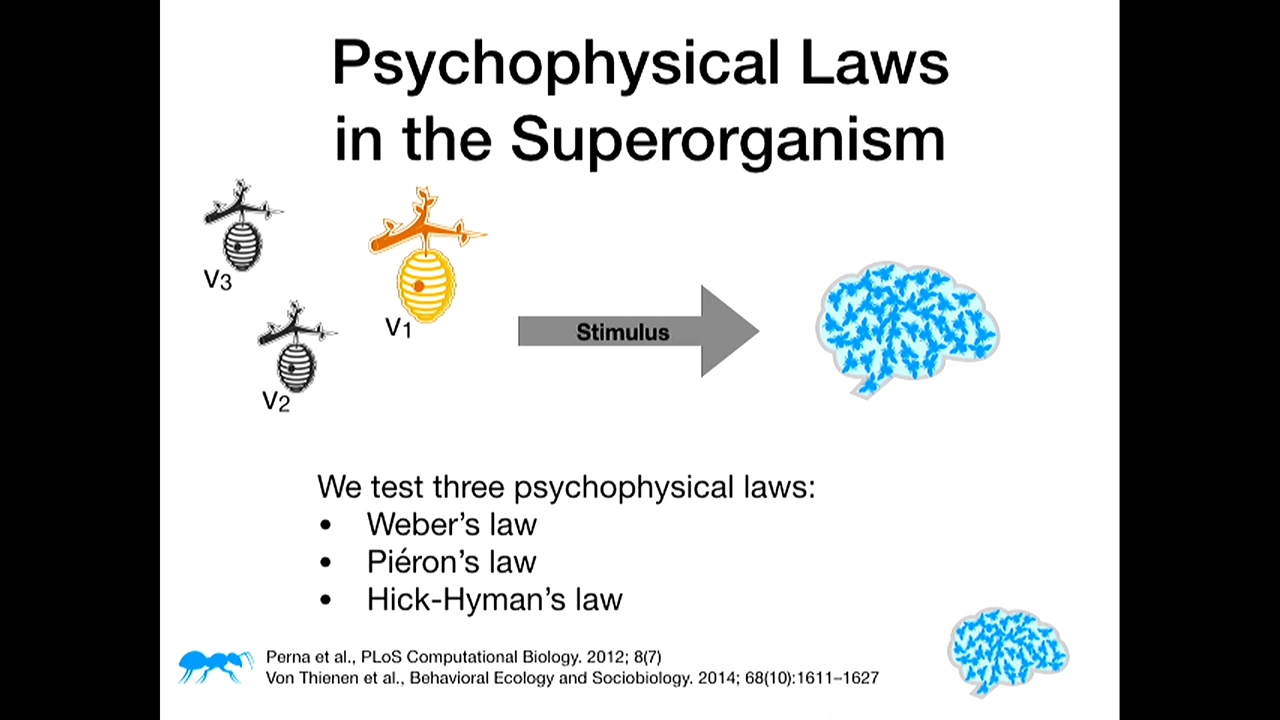 Psychophysical Laws
in the Superorganism
V3
V1
V2
Stimulus
We test three psychophysical laws:
• Weber's law
• Piéron's law
• Hick-Hyman's law
Perna et al., PLoS Computational Biology. 2012; 8(7)
Von Thienen et al., Behavioral Ecology and Sociobiology. 2014; 68(10):1611–1627